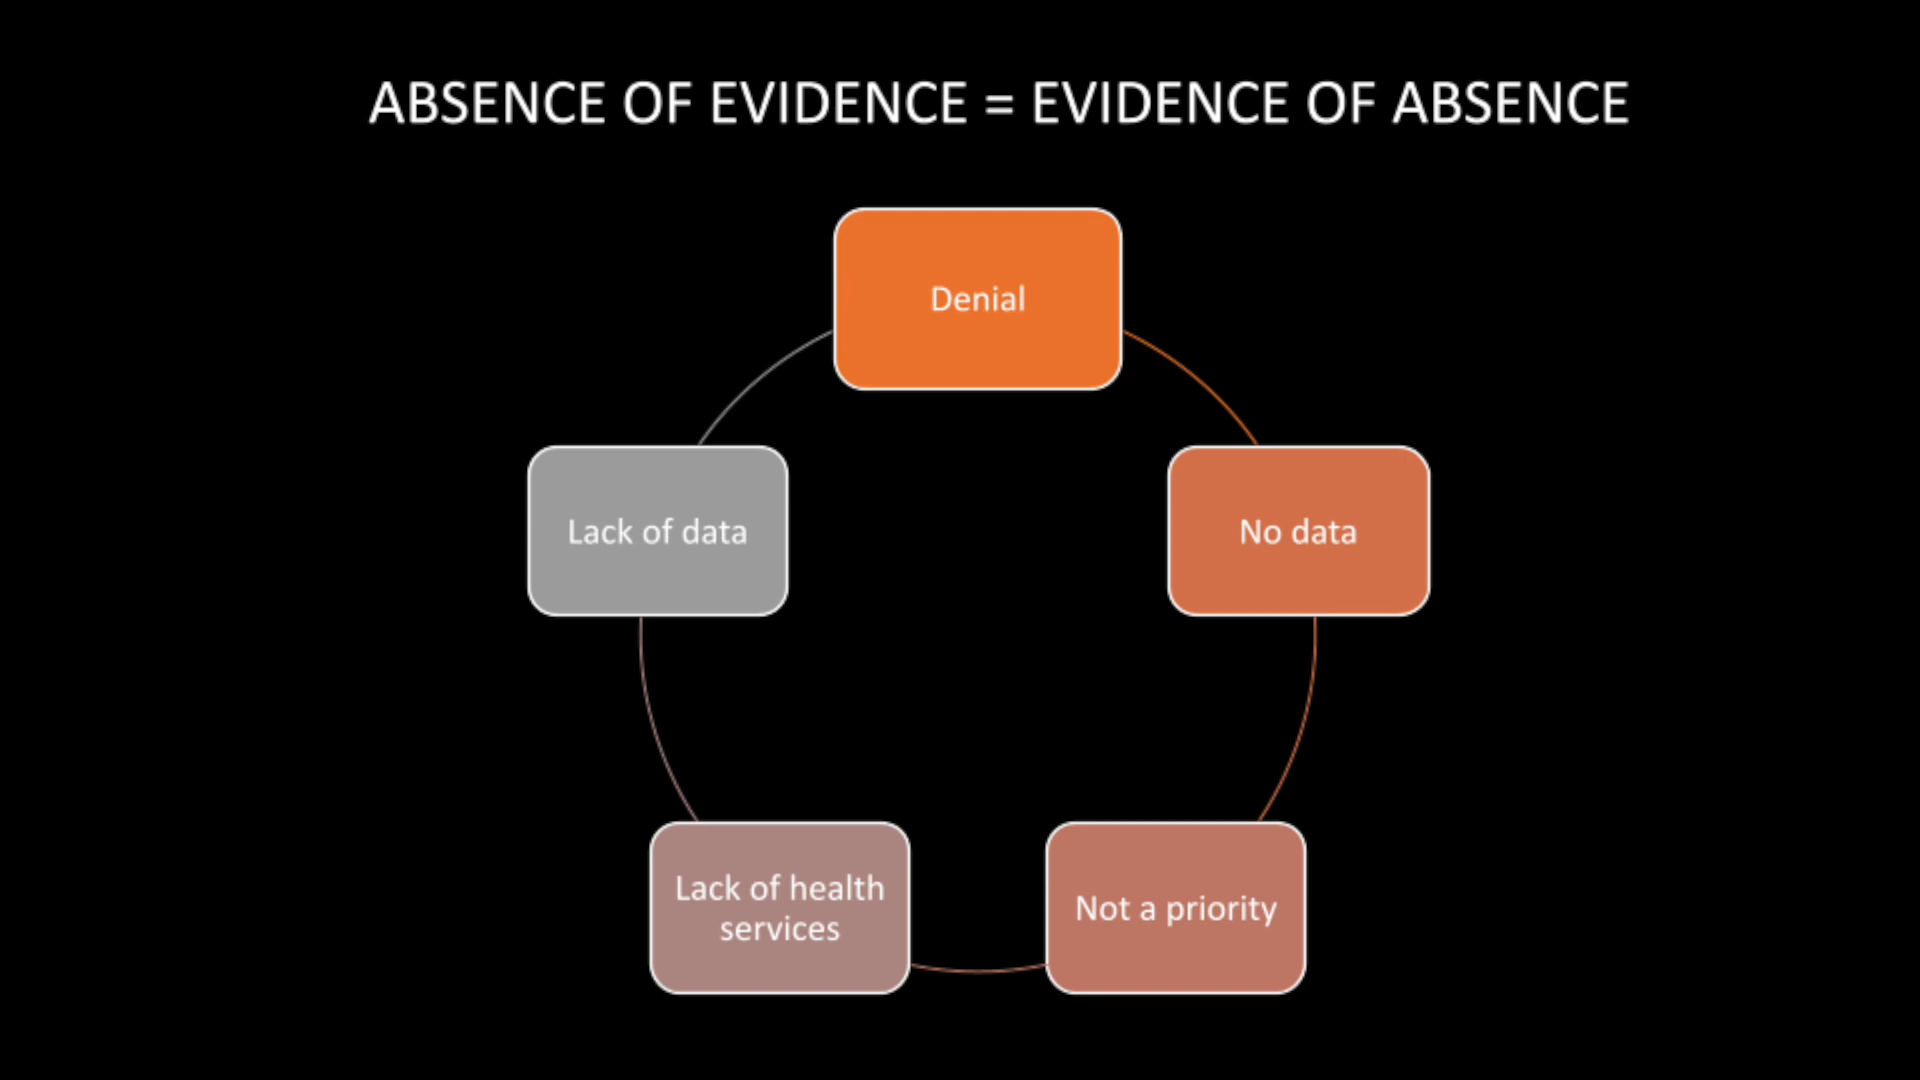 ABSENCE OF EVIDENCE = EVIDENCE OF ABSENCE
Denial
No data
Not a priority
Lack of health
services
Lack of data